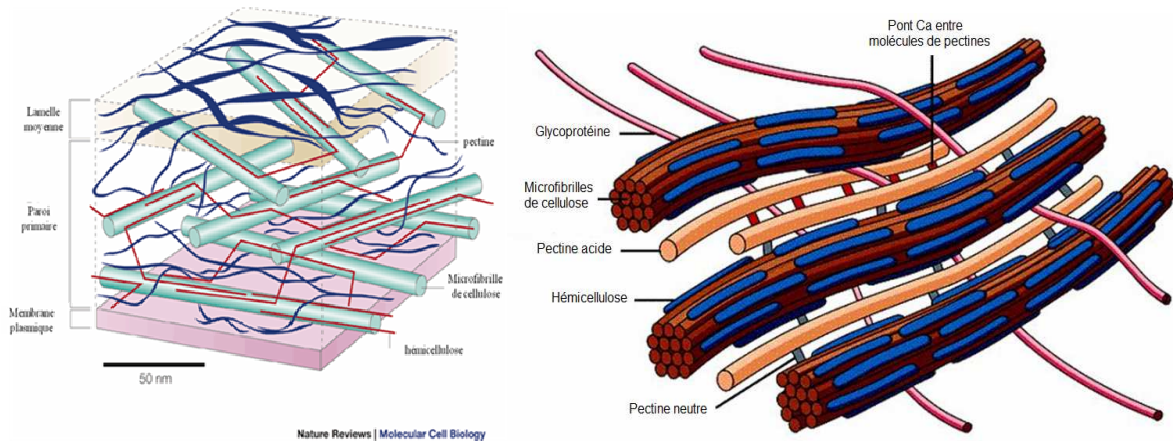 Lamelle
moyenne
pectine
Paroi
primaire
Microfibrille
de cellulose
Membrane
plasmique
hémicellulose
50 nm
Nature Reviews | Molecular Cell Biology
Pont Ca entre
molécules de pectines
Glycoprotéine
Microfibrilles
de cellulose
Pectine acide
Hémicellulose
Pectine neutre